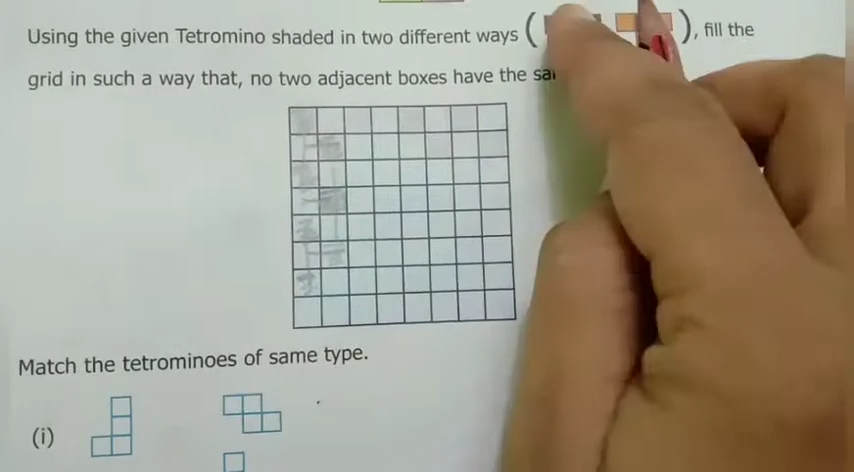 Using the given Tetromino shaded in two different ways ( ), fill the
grid in such a way that, no two adjacent boxes have the
Match the tetrominoes of same type.
(i)